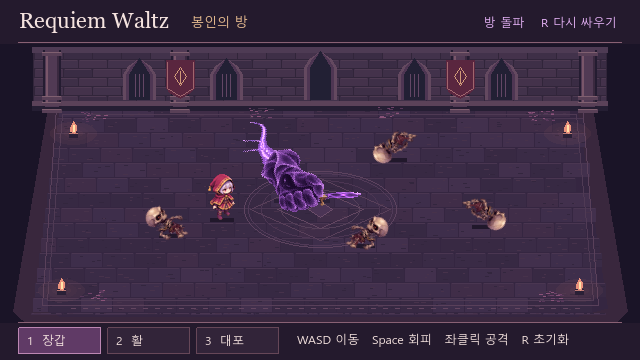 Requiem Waltz 봉인의 방 방 돌파 R 다시 싸우기
1 장갑 2 활 3 대포 WASD 이동 Space 회피 좌클릭 공격 R 초기화